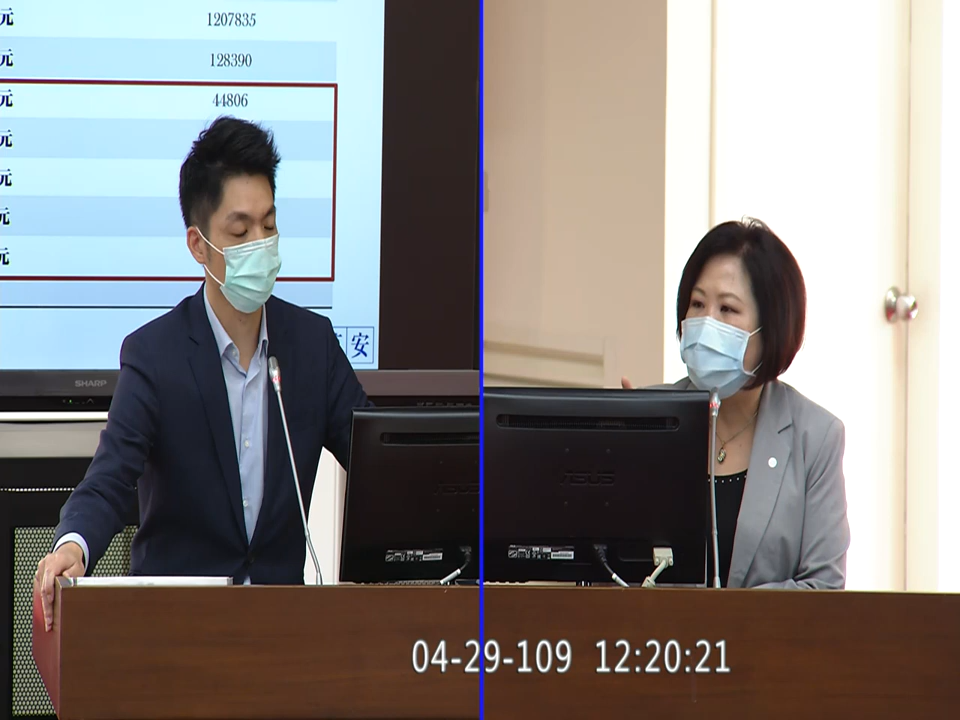 元 1207835
元 128390
元 44806
元
元
元
元
安
SHARP
ASUS
04-29-109 12:20:21